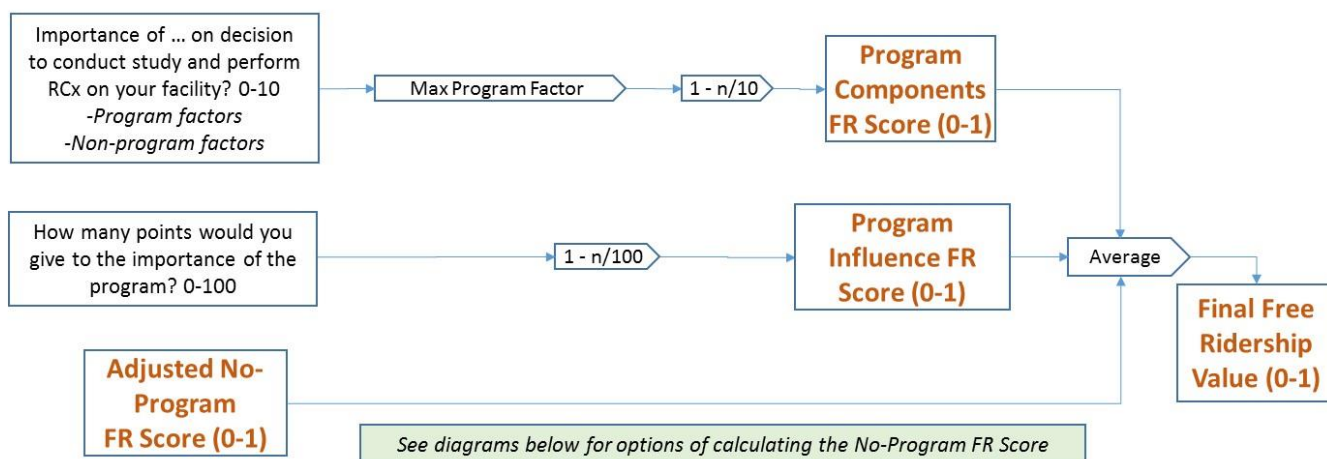 Importance of ... on decision
to conduct study and perform
RCx on your facility? 0-10
-Program factors
-Non-program factors
Max Program Factor
1 - n/10
Program
Components
FR Score (0-1)
How many points would you
give to the importance of the
program? 0-100
1 - n/100
Program
Influence FR
Score (0-1)
Average
Final Free
Ridership
Value (0-1)
Adjusted No-
Program
FR Score (0-1)
See diagrams below for options of calculating the No-Program FR Score